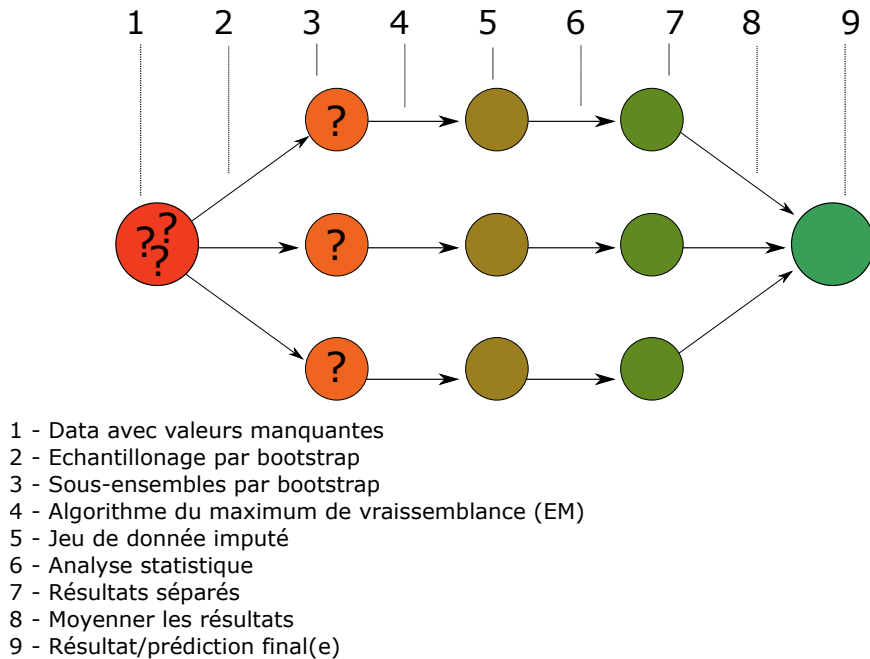 1 2 3 4 5 6 7 8 9
?
? ? ? ?
?
1 - Data avec valeurs manquantes
2 - Echantillonage par bootstrap
3 - Sous-ensembles par bootstrap
4 - Algorithme du maximum de vraissemblance (EM)
5 - Jeu de donnée imputé
6 - Analyse statistique
7 - Résultats séparés
8 - Moyenner les résultats
9 - Résultat/prédiction final(e)